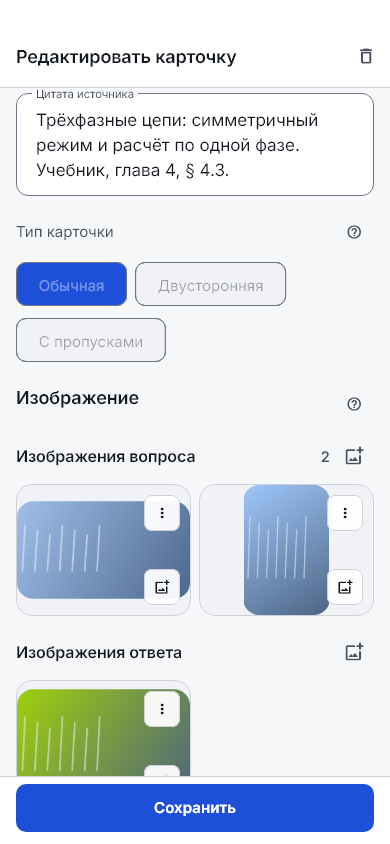 Редактировать карточку
Цитата источника
Трёхфазные цепи: симметричный
режим и расчёт по одной фазе.
Учебник, глава 4, § 4.3.
Тип карточки
Обычная
Двусторонняя
С пропусками
Изображение
Изображения вопроса
2
Изображения ответа
Сохранить